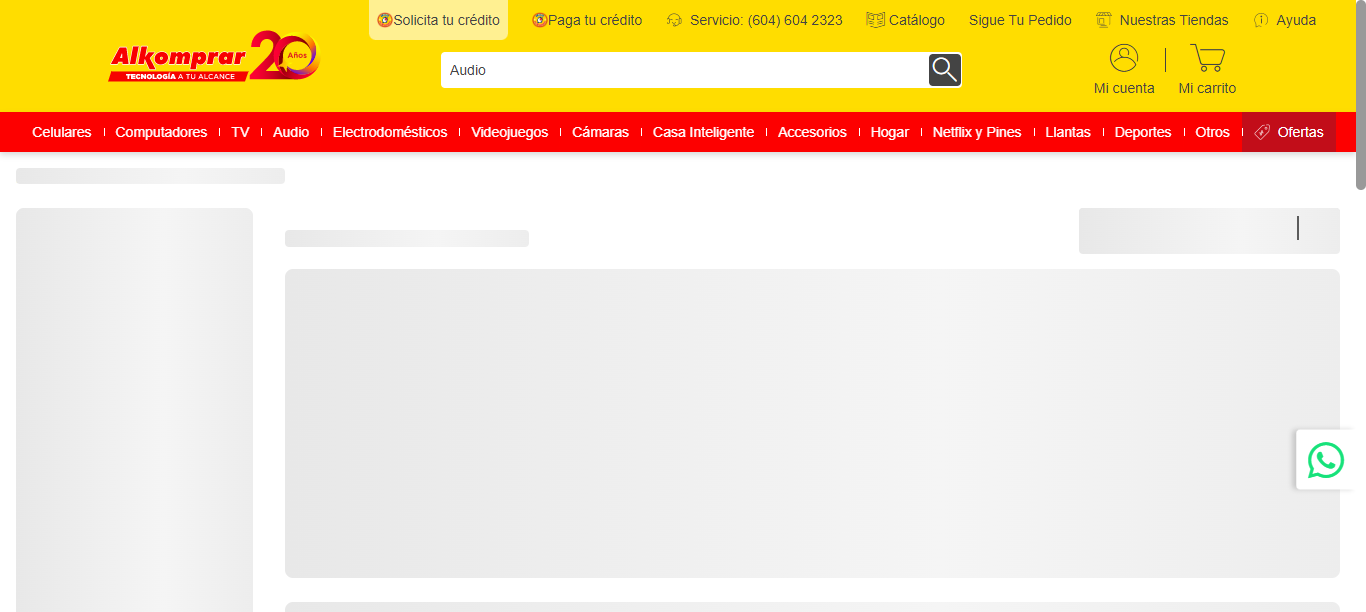 Solicita tu crédito
Paga tu crédito
Servicio: (604) 604 2323
Catálogo
Sigue Tu Pedido
Nuestras Tiendas
Ayuda
Alkomprar 20 Años
TECNOLOGÍA A TU ALCANCE
Audio
Mi cuenta
Mi carrito
Celulares
Computadores
TV
Audio
Electrodomésticos
Videojuegos
Cámaras
Casa Inteligente
Accesorios
Hogar
Netflix y Pines
Llantas
Deportes
Otros
Ofertas